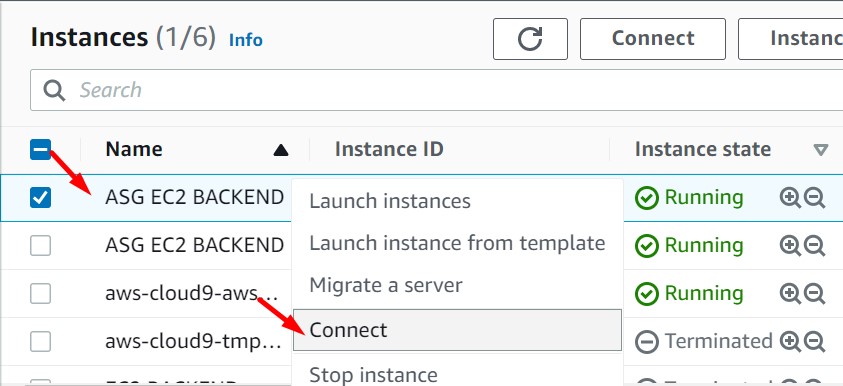 Instances (1/6) Info
Connect
Search
Name
Instance ID
Instance state
ASG EC2 BACKEND
Running
ASG EC2 BACKEND
Running
aws-cloud9-aws…
Running
aws-cloud9-tmp…
Terminated
Launch instances
Launch instance from template
Migrate a server
Connect
Stop instance